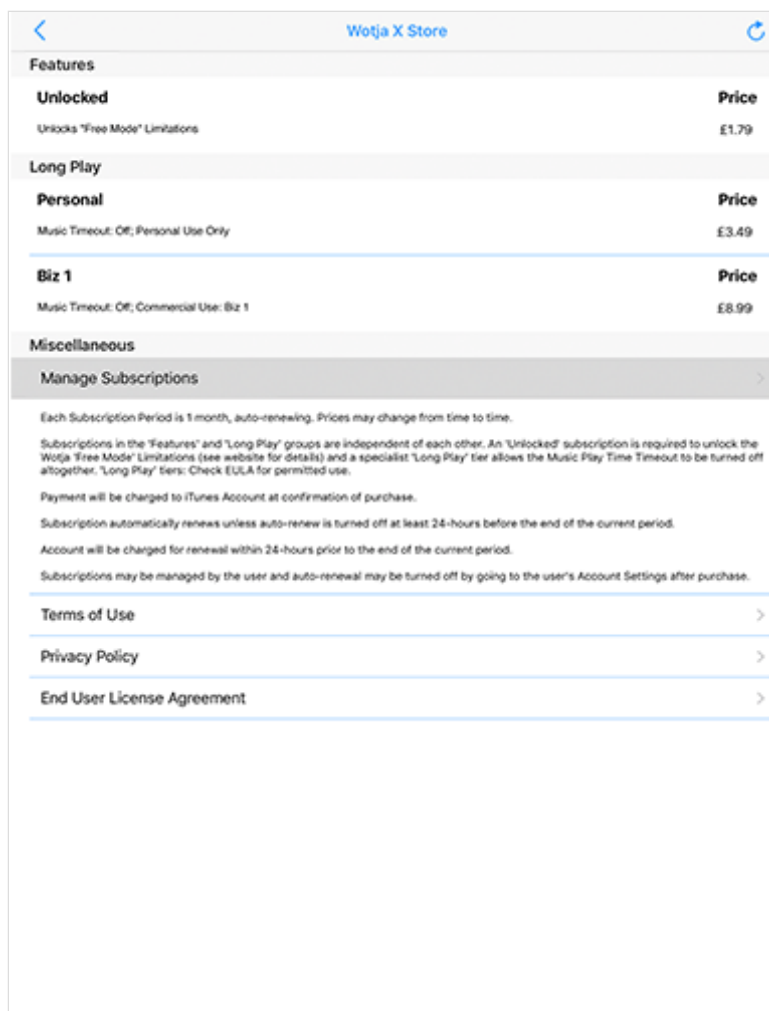 Wotja X Store
Features
Unlocked Price
Unlocks "Free Mode" Limitations £1.79
Long Play
Personal Price
Music Timeout: Off; Personal Use Only £3.49
Biz 1 Price
Music Timeout: Off; Commercial Use: Biz 1 £8.99
Miscellaneous
Manage Subscriptions
Each Subscription Period is 1 month, auto-renewing. Prices may change from time to time.
Subscriptions in the 'Features' and 'Long Play' groups are independent of each other. An 'Unlocked' subscription is required to unlock the
Wotja 'Free Mode' Limitations (see website for details) and a specialist 'Long Play' tier allows the Music Play Time Timeout to be turned off
altogether. 'Long Play' tiers: Check EULA for permitted use.
Payment will be charged to iTunes Account at confirmation of purchase.
Subscription automatically renews unless auto-renew is turned off at least 24-hours before the end of the current period.
Account will be charged for renewal within 24-hours prior to the end of the current period.
Subscriptions may be managed by the user and auto-renewal may be turned off by going to the user's Account Settings after purchase.
Terms of Use
Privacy Policy
End User License Agreement